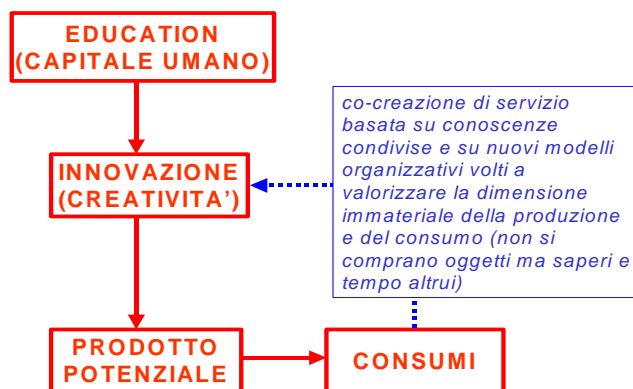 EDUCATION
(CAPITALE UMANO)
co-creazione di servizio
basata su conoscenze
condivise e su nuovi modelli
organizzativi volti a
valorizzare la dimensione
immateriale della produzione
e del consumo (non si
comprano oggetti ma saperi e
tempo altrui)
INNOVAZIONE
(CREATIVITA’)
PRODOTTO
POTENZIALE
CONSUMI